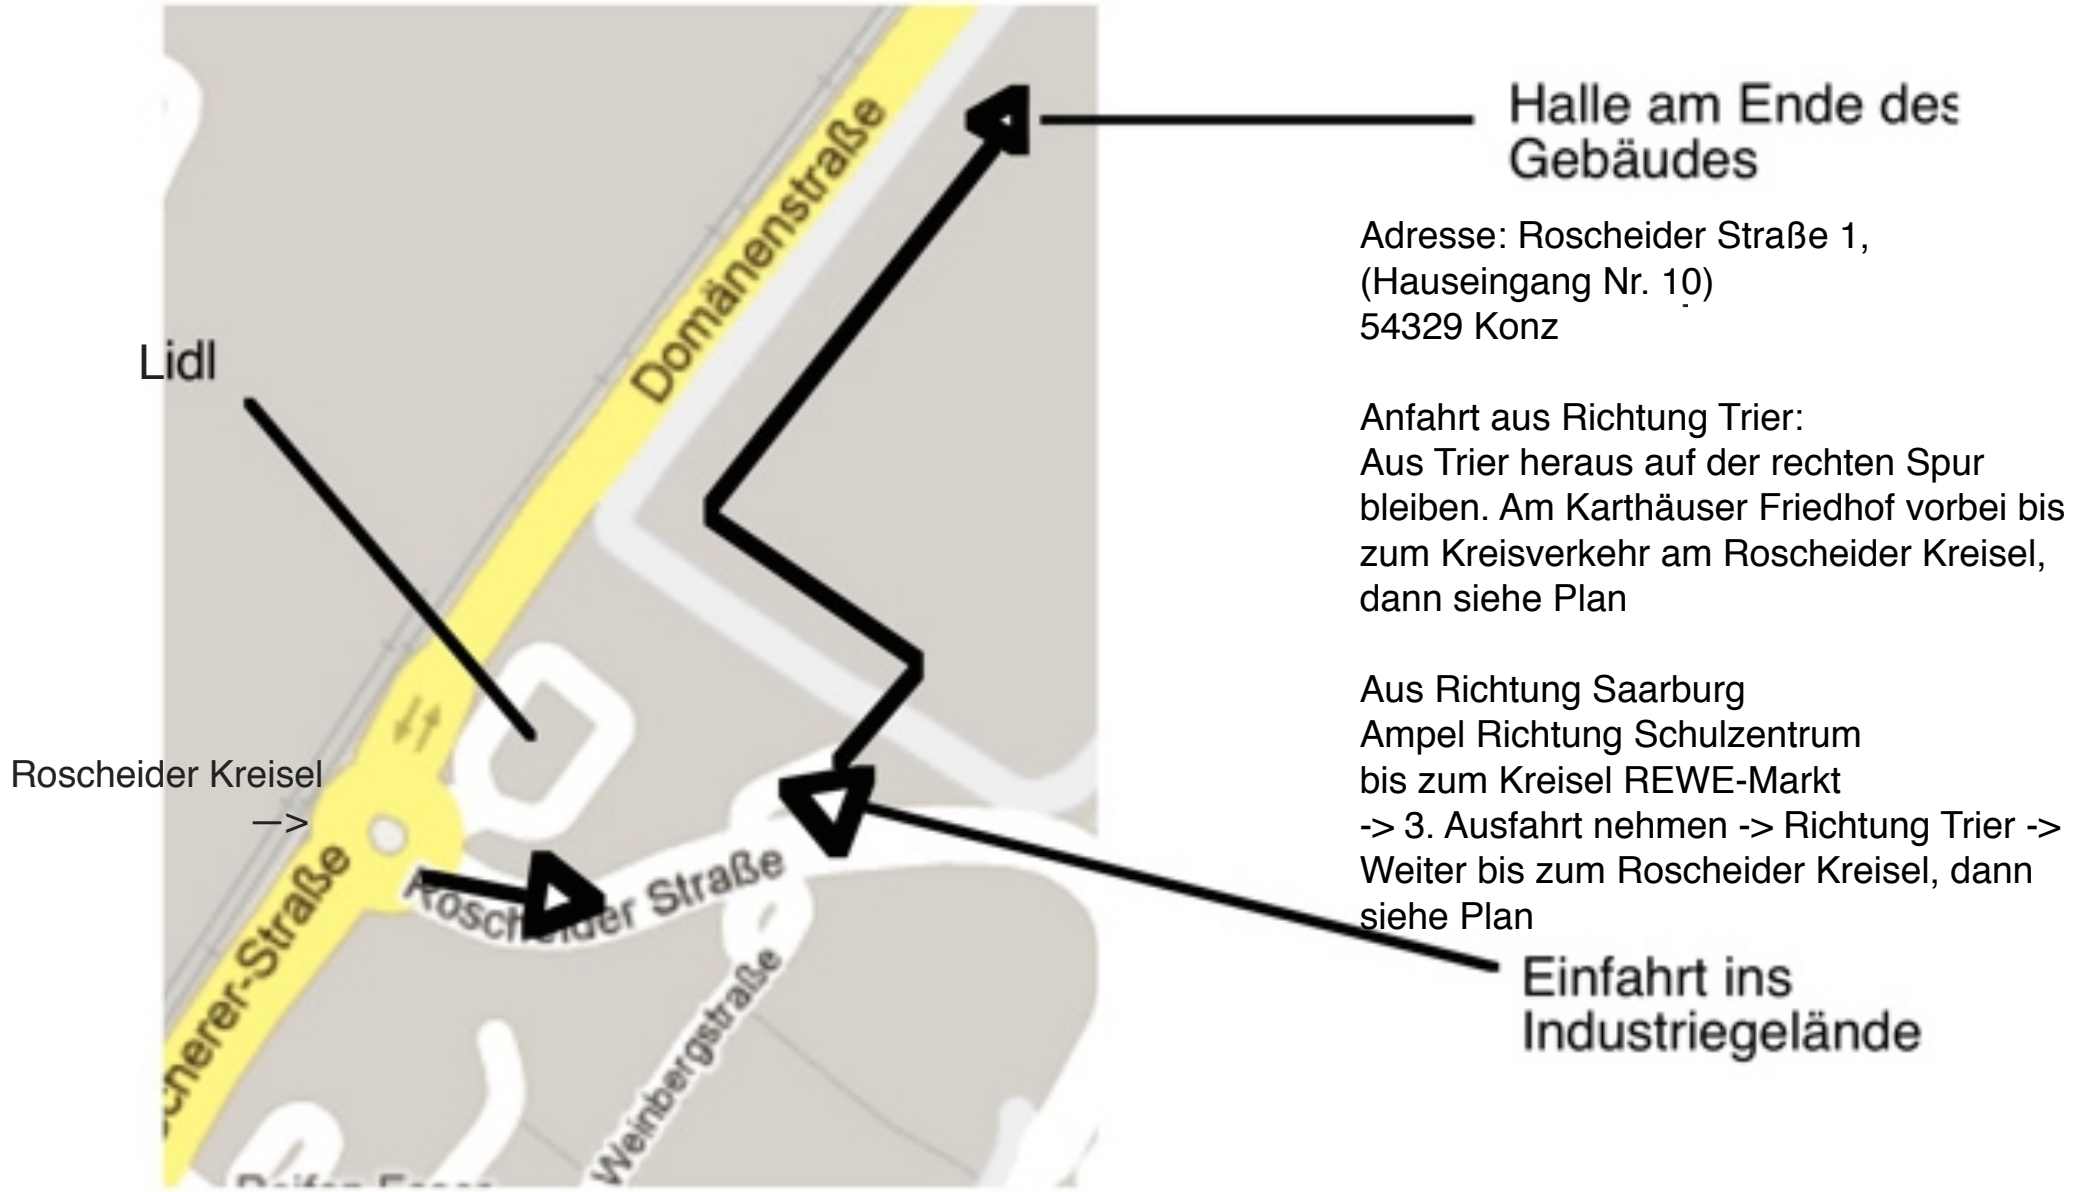 Halle am Ende des
Gebäudes
Adresse: Roscheider Straße 1,
(Hauseingang Nr. 10)
54329 Konz
Anfahrt aus Richtung Trier:
Aus Trier heraus auf der rechten Spur
bleiben. Am Karthäuser Friedhof vorbei bis
zum Kreisverkehr am Roscheider Kreisel,
dann siehe Plan
Aus Richtung Saarburg
Ampel Richtung Schulzentrum
bis zum Kreisel REWE-Markt
-> 3. Ausfahrt nehmen -> Richtung Trier ->
Weiter bis zum Roscheider Kreisel, dann
siehe Plan
Einfahrt ins
Industriegelände
Domänenstraße
Lidl
Roscheider Kreisel
—>
Roscheider Straße
cherer-Straße
Weinbergstraße